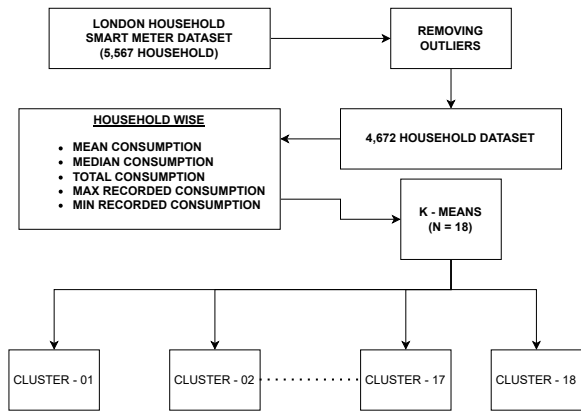 LONDON HOUSEHOLD
SMART METER DATASET
(5,567 HOUSEHOLD)
REMOVING
OUTLIERS
4,672 HOUSEHOLD DATASET
HOUSEHOLD WISE
• MEAN CONSUMPTION
• MEDIAN CONSUMPTION
• TOTAL CONSUMPTION
• MAX RECORDED CONSUMPTION
• MIN RECORDED CONSUMPTION
K - MEANS
(N = 18)
CLUSTER - 01
CLUSTER - 02
CLUSTER - 17
CLUSTER - 18